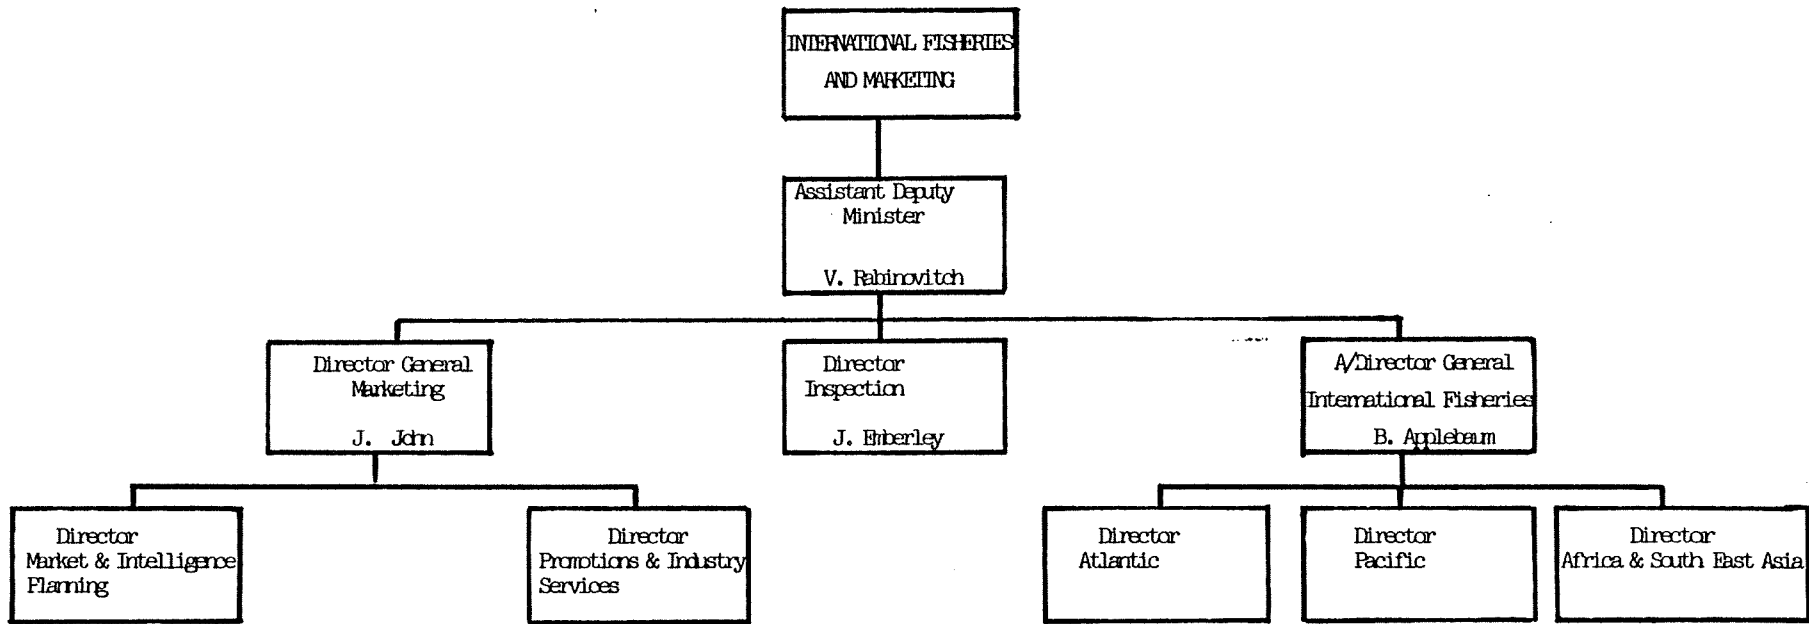 INTERNATIONAL FISHERIES
AND MARKETING
Assistant Deputy
Minister
V. Rabinovitch
Director General
Marketing
J. John
Director
Inspection
J. Emberley
A/Director General
International Fisheries
B. Applebaum
Director
Market & Intelligence
Planning
Director
Promotions & Industry
Services
Director
Atlantic
Director
Pacific
Director
Africa & South East Asia